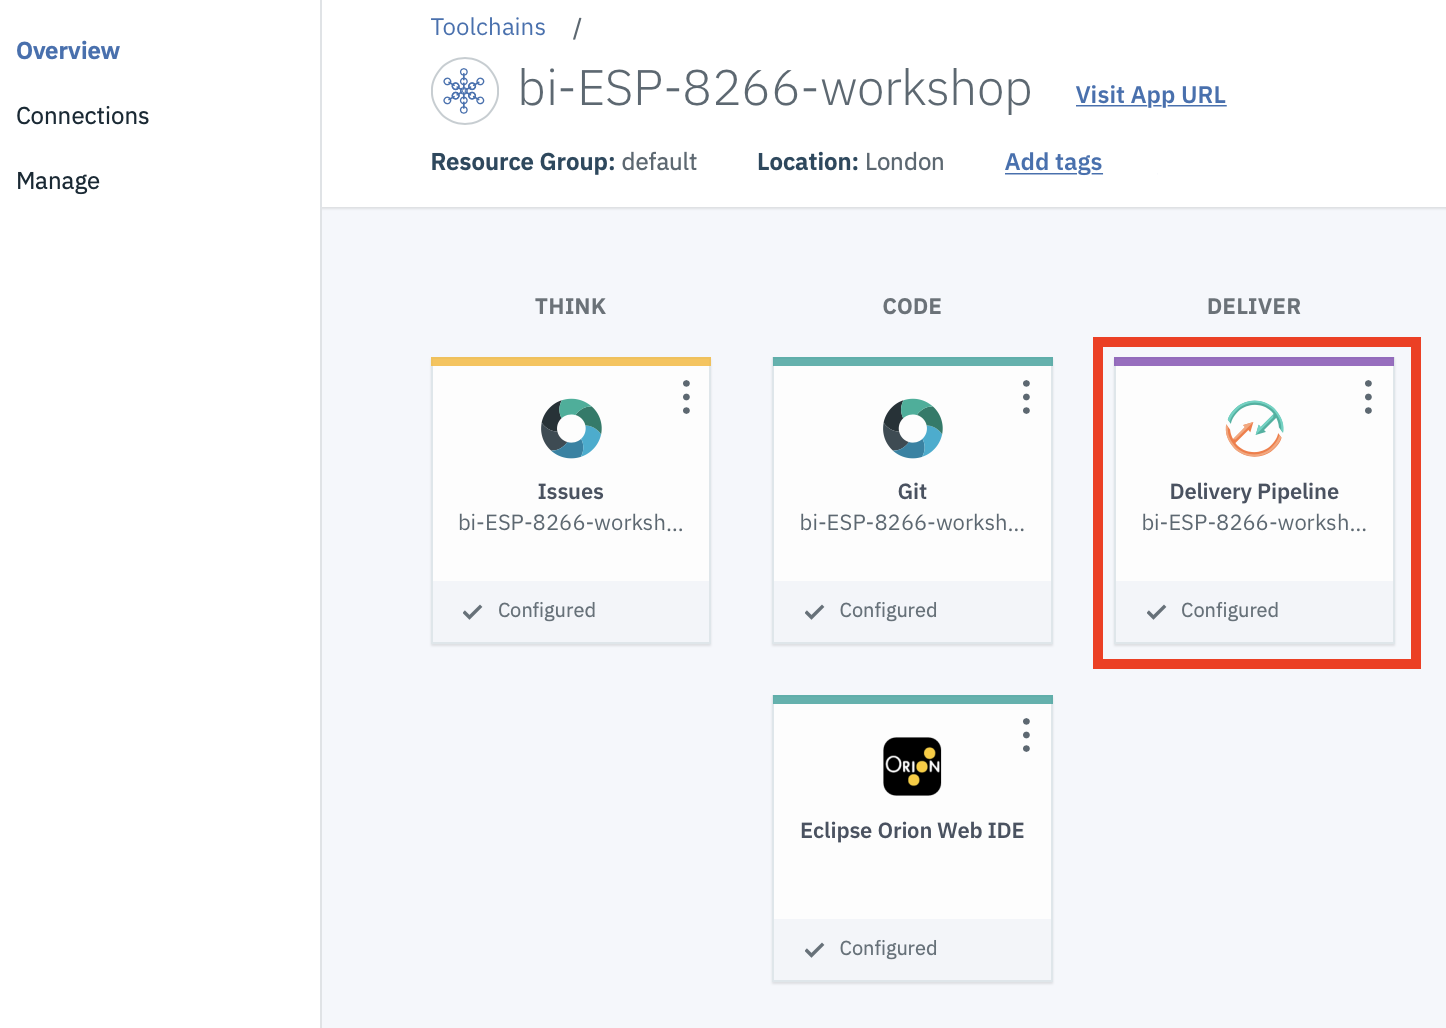 Overview
Connections
Manage
Toolchains /
bi-ESP-8266-workshop
Visit App URL
Resource Group: default
Location: London
Add tags
THINK
CODE
DELIVER
Issues
bi-ESP-8266-worksh...
Configured
Git
bi-ESP-8266-worksh...
Configured
Delivery Pipeline
bi-ESP-8266-worksh...
Configured
ORION
Eclipse Orion Web IDE
Configured